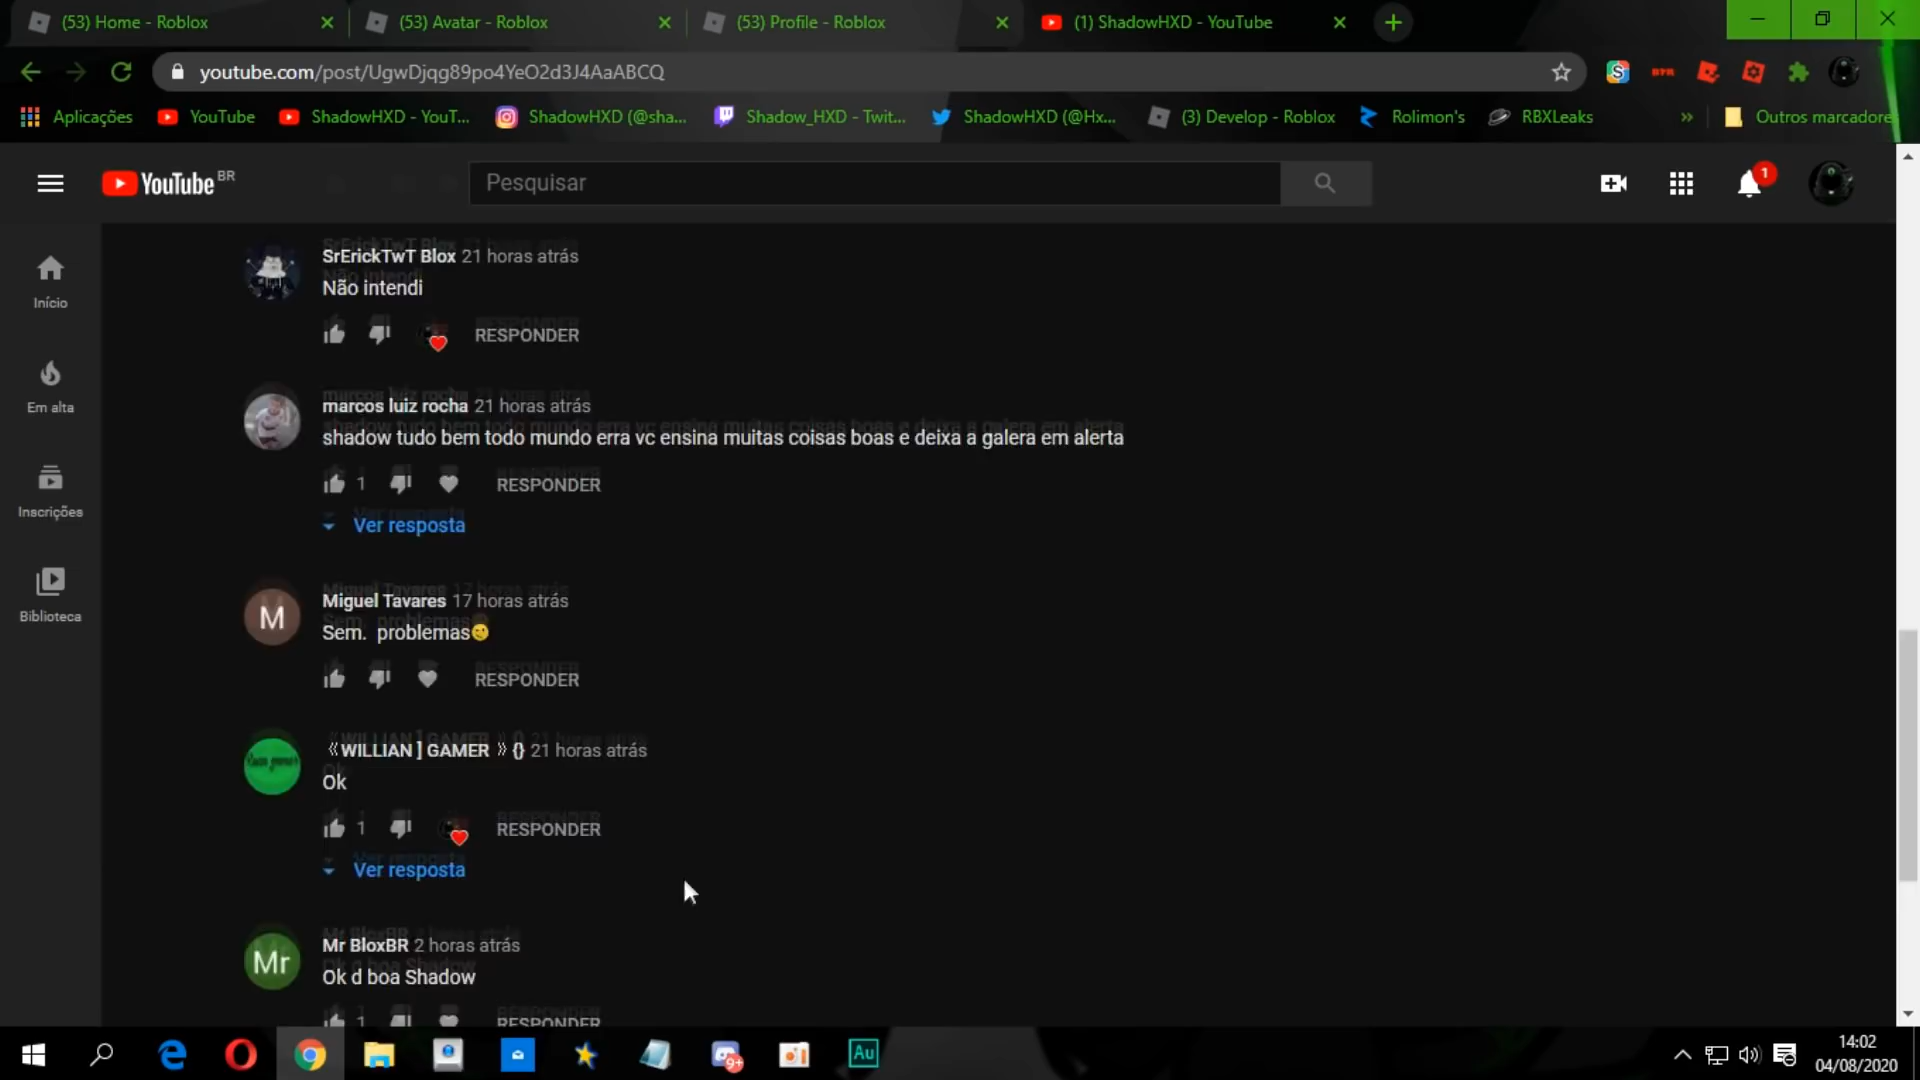 (53) Home - Roblox
(53) Avatar - Roblox
(53) Profile - Roblox
(1) ShadowHXD - YouTube
youtube.com/post/UgwDjqg89po4YeO2d3J4AaABCQ
Aplicações
YouTube
ShadowHXD - YouT...
ShadowHXD (@sha...
Shadow_HXD - Twit...
ShadowHXD (@Hx...
(3) Develop - Roblox
Rolimon's
RBXLeaks
»
Outros marcadore
YouTube BR
Pesquisar
1
Início
Em alta
Inscrições
Biblioteca
SrErickTwT Blox 21 horas atrás
Não intendi
RESPONDER
marcos luiz rocha 21 horas atrás
shadow tudo bem todo mundo erra vc ensina muitas coisas boas e deixa a galera em alerta
1 RESPONDER
Ver resposta
M
Miguel Tavares 17 horas atrás
Sem.  problemas
RESPONDER
《WILLIAN ] GAMER 》{} 21 horas atrás
Ok
1 RESPONDER
Ver resposta
Mr
Mr BloxBR 2 horas atrás
Ok d boa Shadow
1 RESPONDER
9+
Au
14:02
04/08/2020